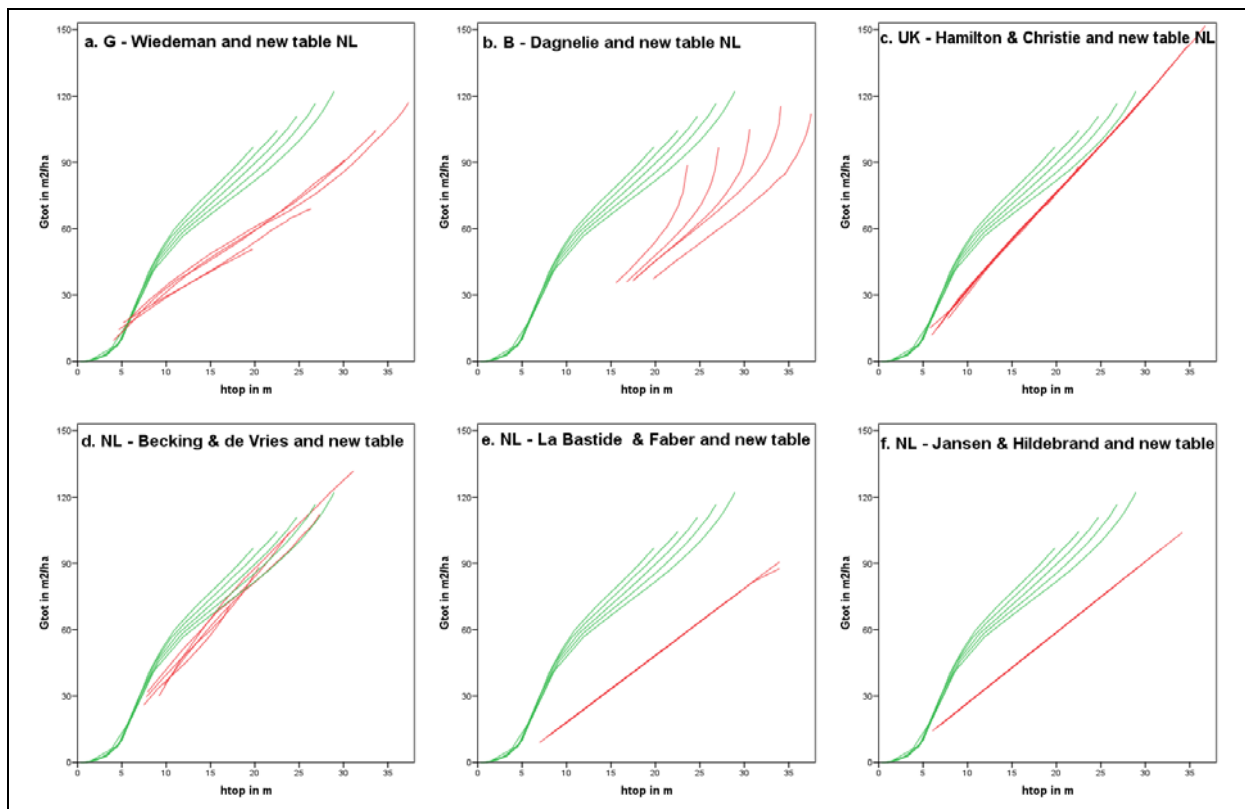 a. G - Wiedeman and new table NL
Gtot in m2/ha
150
120
90
60
30
0
0 5 10 15 20 25 30 35
htop in m
b. B - Dagnelie and new table NL
Gtot in m2/ha
150
120
90
60
30
0
0 5 10 15 20 25 30 35
htop in m
c. UK - Hamilton & Christie and new table NL
Gtot in m2/ha
150
120
90
60
30
0
0 5 10 15 20 25 30 35
htop in m
d. NL - Becking & de Vries and new table
Gtot in m2/ha
150
120
90
60
30
0
0 5 10 15 20 25 30 35
htop in m
e. NL - La Bastide & Faber and new table
Gtot in m2/ha
150
120
90
60
30
0
0 5 10 15 20 25 30 35
htop in m
f. NL - Jansen & Hildebrand and new table
Gtot in m2/ha
150
120
90
60
30
0
0 5 10 15 20 25 30 35
htop in m